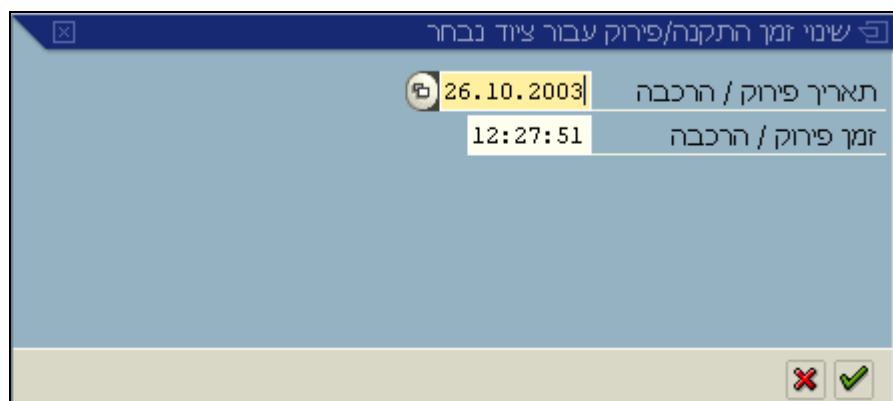 שינוי זמן התקנה/פירוק עבור ציוד נבחר
תאריך פירוק / הרכבה 26.10.2003
זמן פירוק / הרכבה 12:27:51